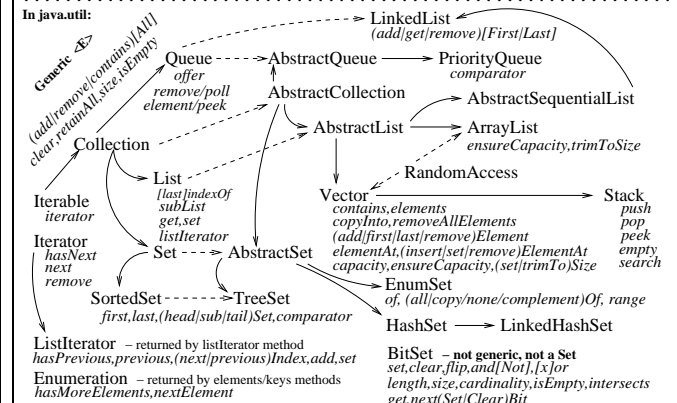 In java.util:
LinkedList
(add|get|remove)[First|Last]
Generic <E>
(add|remove|contains)[All]
clear,retainAll,size,isEmpty
Queue
offer
remove/poll
element/peek
AbstractQueue
PriorityQueue
comparator
AbstractCollection
AbstractSequentialList
AbstractList
ArrayList
ensureCapacity,trimToSize
Collection
RandomAccess
List
[last]indexOf
subList
get,set
listIterator
Iterable
iterator
Vector
contains,elements
copyInto,removeAllElements
(add|first|last|remove)Element
elementAt,(insert|set|remove)ElementAt
capacity,ensureCapacity,(set|trimTo)Size
Stack
push
pop
peek
empty
search
Iterator
hasNext
next
remove
Set
AbstractSet
EnumSet
of, (all|copy/none/complement)Of, range
SortedSet
TreeSet
first,last,(head|sub|tail)Set,comparator
HashSet
LinkedHashSet
ListIterator – returned by listIterator method
hasPrevious,previous,(next|previous)Index,add,set
Enumeration – returned by elements/keys methods
hasMoreElements,nextElement
BitSet – not generic, not a Set
set,clear,flip,and[Not],[x]or
length,size,cardinality,isEmpty,intersects
get,next(Set|Clear)Bit